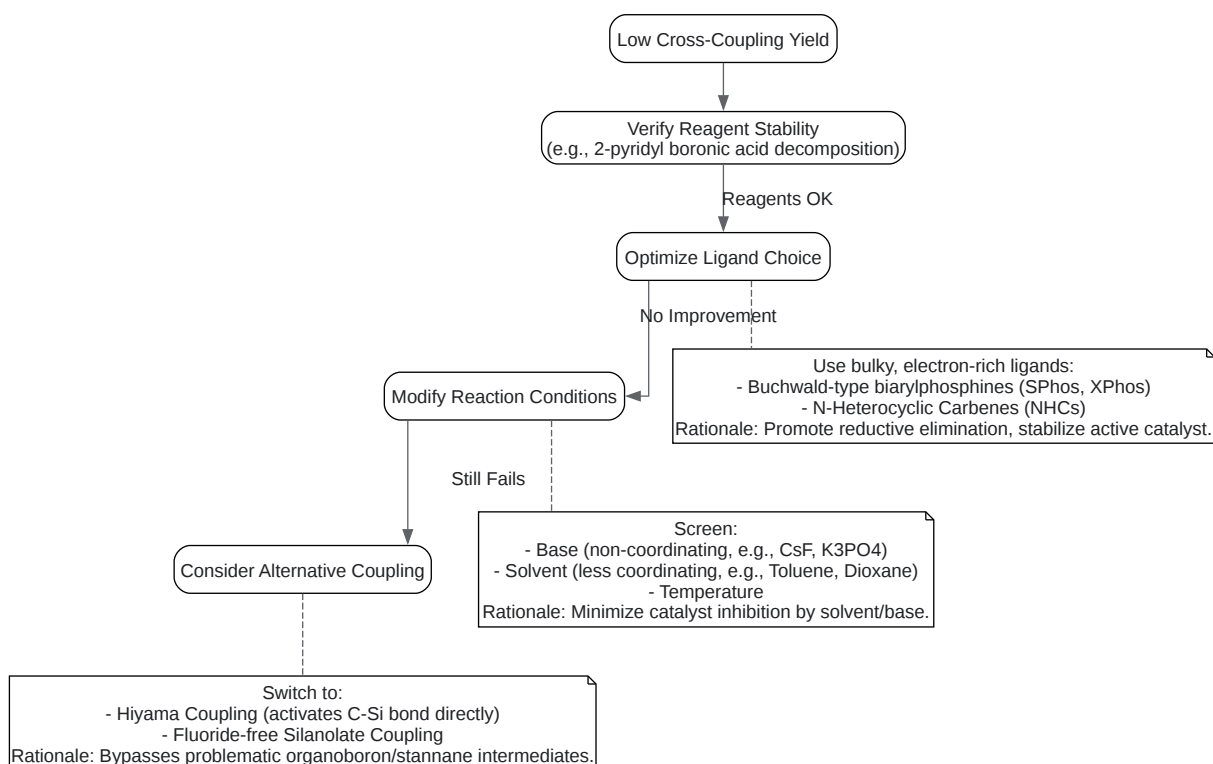 Low Cross-Coupling Yield
Verify Reagent Stability
(e.g., 2-pyridyl boronic acid decomposition)
Reagents OK
Optimize Ligand Choice
No Improvement
Use bulky, electron-rich ligands:
- Buchwald-type biarylphosphines (SPhos, XPhos)
- N-Heterocyclic Carbenes (NHCs)
Rationale: Promote reductive elimination, stabilize active catalyst.
Modify Reaction Conditions
Still Fails
Screen:
- Base (non-coordinating, e.g., CsF, K3PO4)
- Solvent (less coordinating, e.g., Toluene, Dioxane)
- Temperature
Rationale: Minimize catalyst inhibition by solvent/base.
Consider Alternative Coupling
Switch to:
- Hiyama Coupling (activates C-Si bond directly)
- Fluoride-free Silanolate Coupling
Rationale: Bypasses problematic organoboron/stannane intermediates.